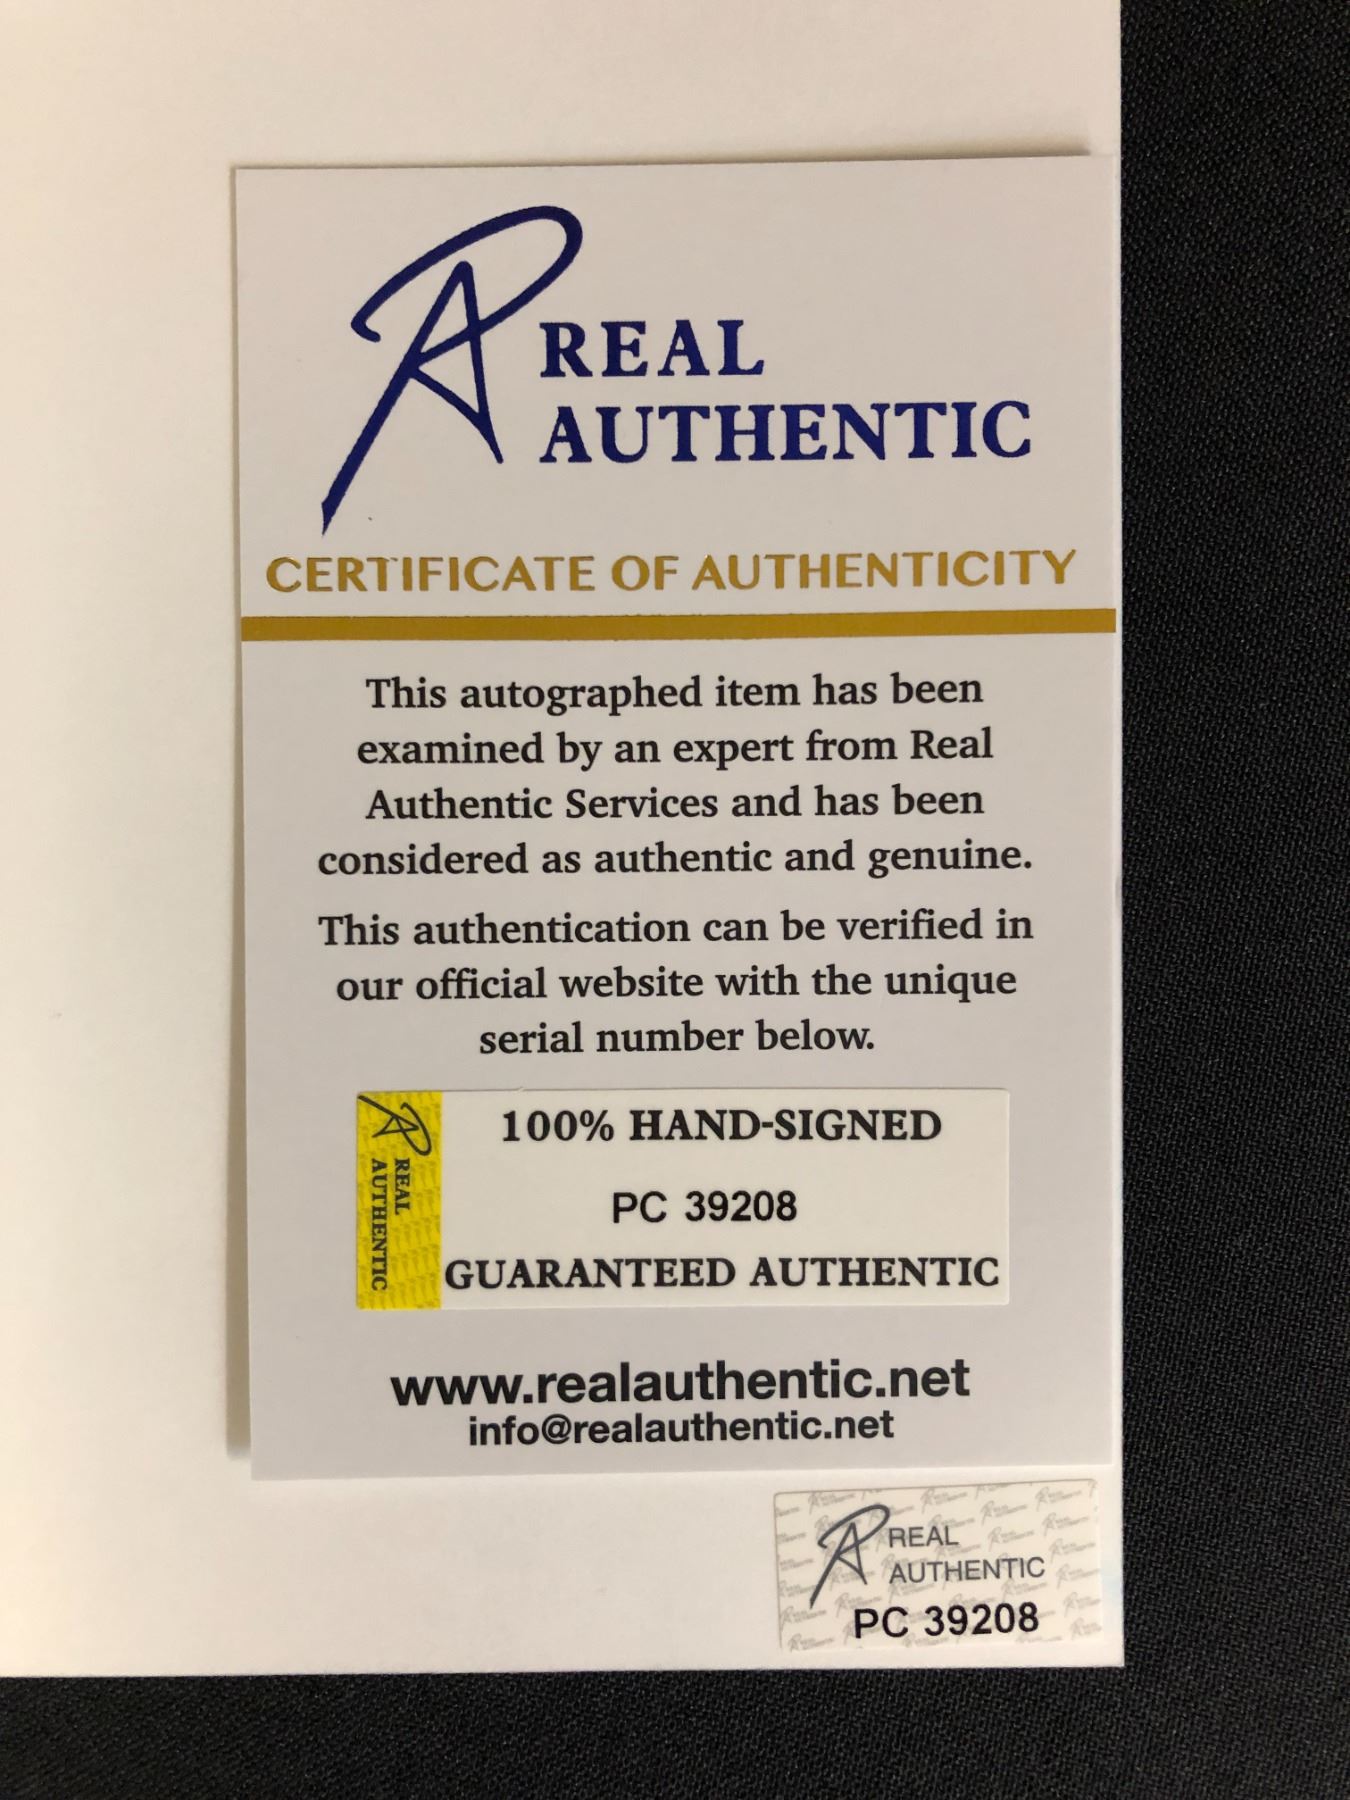 REAL
AUTHENTIC
CERTIFICATE OF AUTHENTICITY
This autographed item has been
examined by an expert from Real
Authentic Services and has been
considered as authentic and genuine.
This authentication can be verified in
our official website with the unique
serial number below.
REAL
AUTHENTIC
100% HAND-SIGNED
PC 39208
GUARANTEED AUTHENTIC
www.realauthentic.net
info@realauthentic.net
REAL
AUTHENTIC
PC 39208